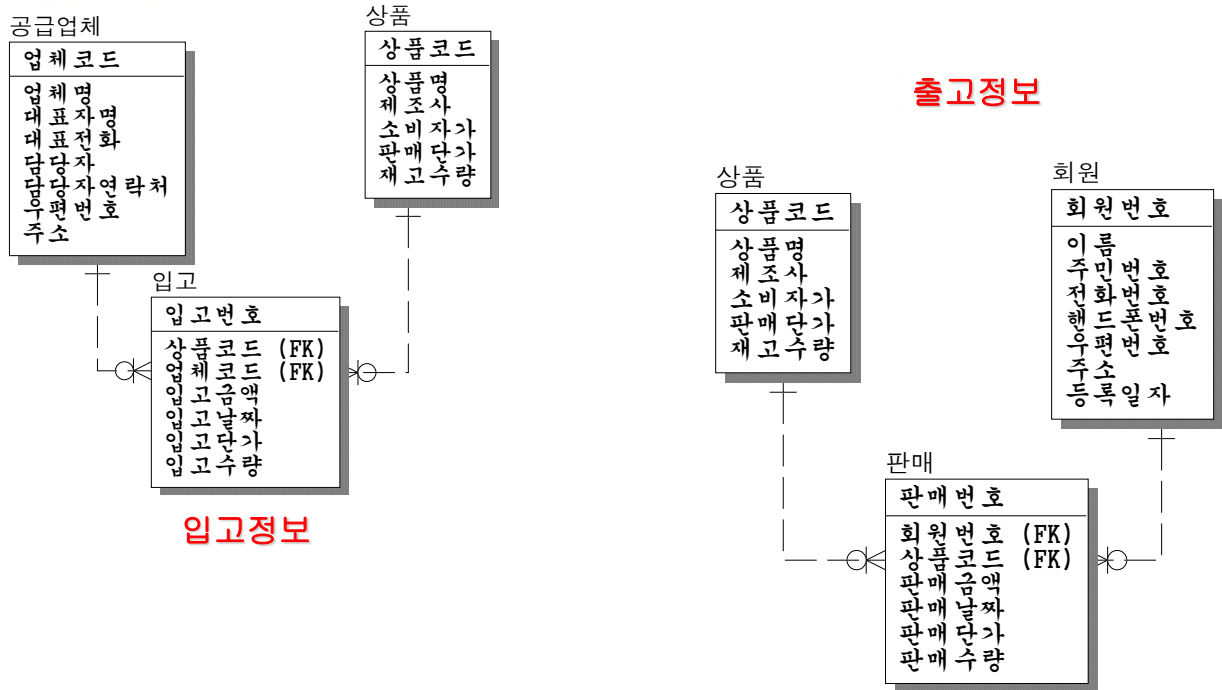 공급업체
업체코드
업체명
대표자명
대표전화
담당자
담당자연락처
우편번호
주소
상품
상품코드
상품명
제조사
소비자가
판매단가
재고수량
입고
입고번호
상품코드 (FK)
업체코드 (FK)
입고금액
입고날짜
입고단가
입고수량
입고정보
출고정보
상품
상품코드
상품명
제조사
소비자가
판매단가
재고수량
회원
회원번호
이름
주민번호
전화번호
핸드폰번호
우편번호
주소
등록일자
판매
판매번호
회원번호 (FK)
상품코드 (FK)
판매금액
판매날짜
판매단가
판매수량